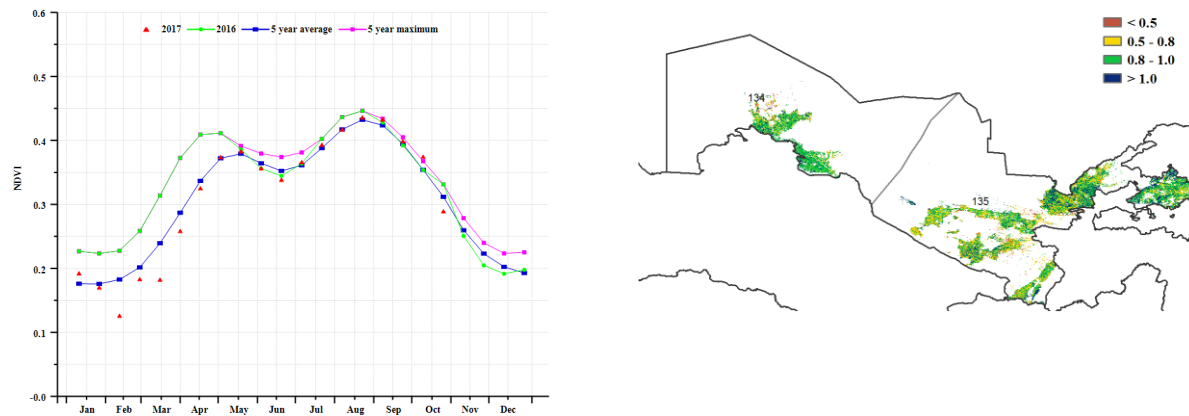 0.6
2017 2016 5 year average 5 year maximum
0.5
0.4
NDVI
0.3
0.2
0.1
-0.0
Jan Feb Mar Apr May Jun Jul Aug Sep Oct Nov Dec
< 0.5
0.5 - 0.8
0.8 - 1.0
> 1.0
134
135